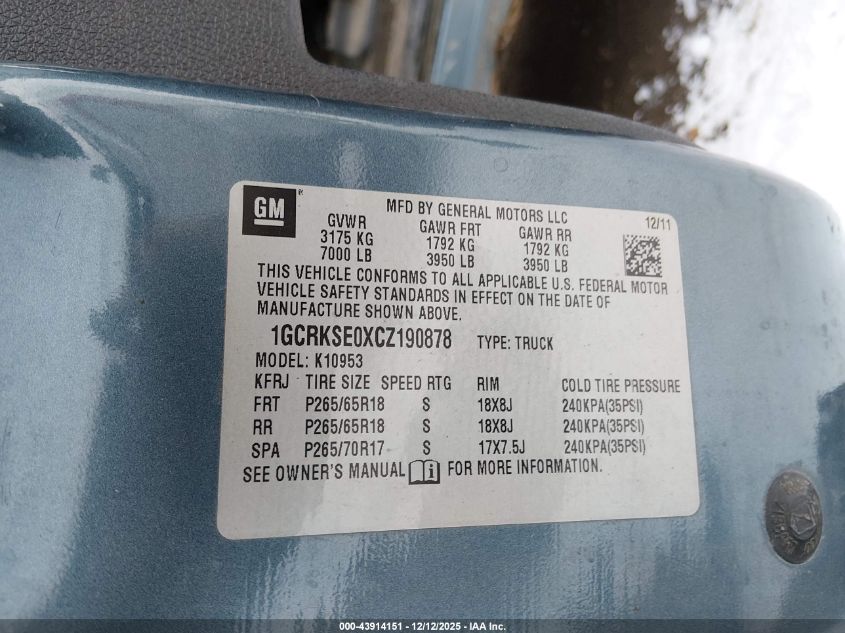 GM
MFD BY GENERAL MOTORS LLC
12/11
GVWR GAWR FRT GAWR RR
3175 KG 1792 KG 1792 KG
7000 LB 3950 LB 3950 LB
THIS VEHICLE CONFORMS TO ALL APPLICABLE U.S. FEDERAL MOTOR
VEHICLE SAFETY STANDARDS IN EFFECT ON THE DATE OF
MANUFACTURE SHOWN ABOVE.
1GCRKSE0XCZ190878 TYPE: TRUCK
MODEL: K10953
KFRJ TIRE SIZE SPEED RTG RIM COLD TIRE PRESSURE
FRT P265/65R18 S 18X8J 240KPA(35PSI)
RR P265/65R18 S 18X8J 240KPA(35PSI)
SPA P265/70R17 S 17X7.5J 240KPA(35PSI)
SEE OWNER'S MANUAL FOR MORE INFORMATION.
000-43914151 - 12/12/2025 - IAA Inc.